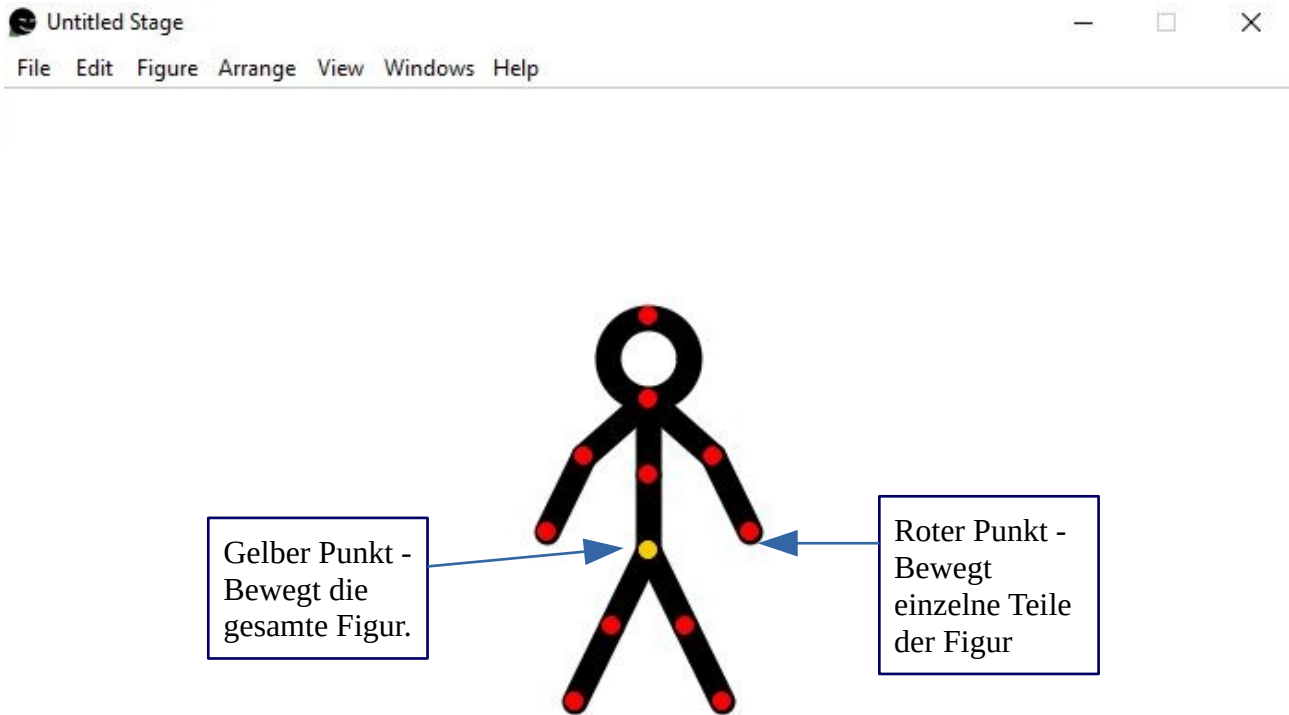 Untitled Stage
File Edit Figure Arrange View Windows Help
Gelber Punkt -
Bewegt die
gesamte Figur.
Roter Punkt -
Bewegt
einzelne Teile
der Figur